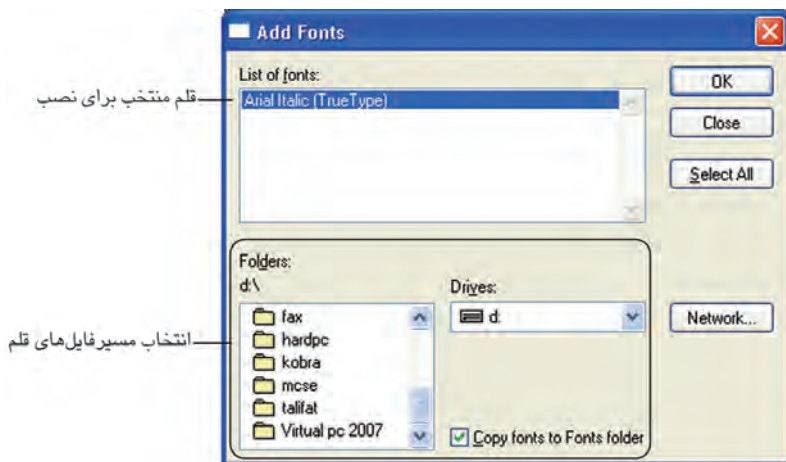 Add Fonts
List of fonts:
Arial Italic (TrueType)
OK
Close
Select All
قلم منتخب برای نصب
Folders:
d:\
fax
hardpc
kobra
mcse
talifat
Virtual pc 2007
Drives:
d:
Network...
Copy fonts to Fonts folder
انتخاب مسیرفایل‌های قلم